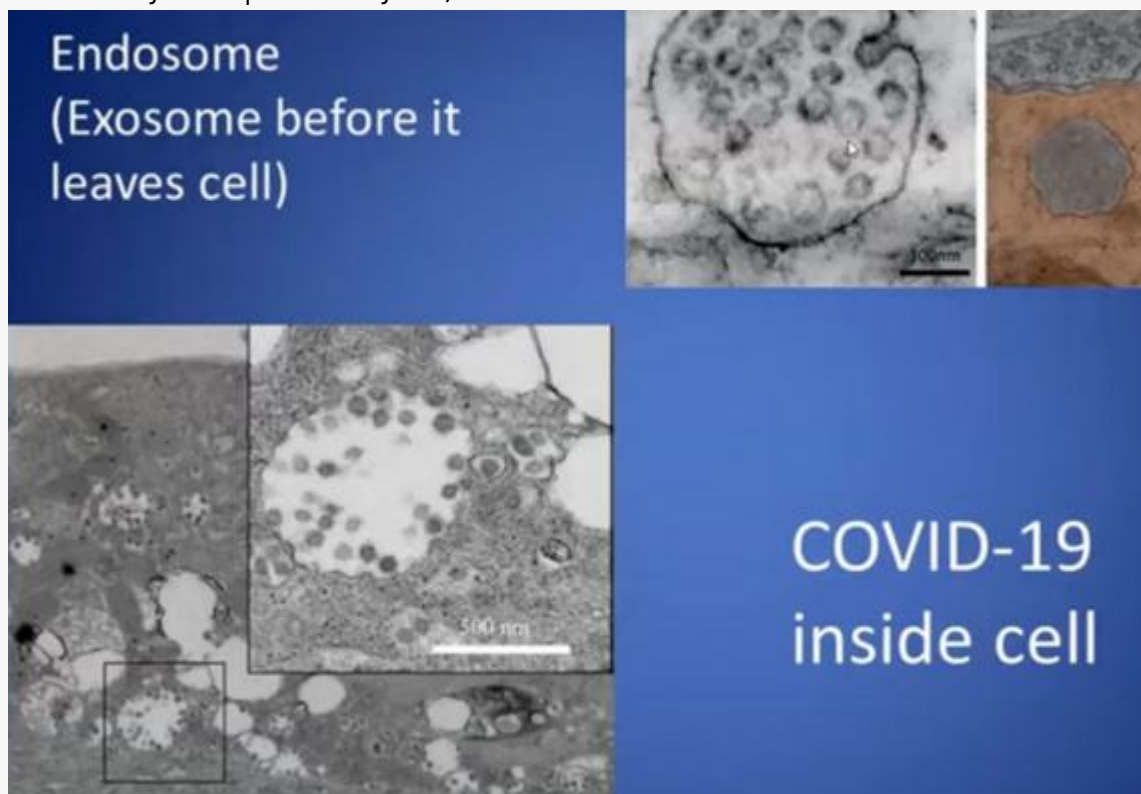 Endosome
(Exosome before it
leaves cell)
100nm
500 nm
COVID-19
inside cell